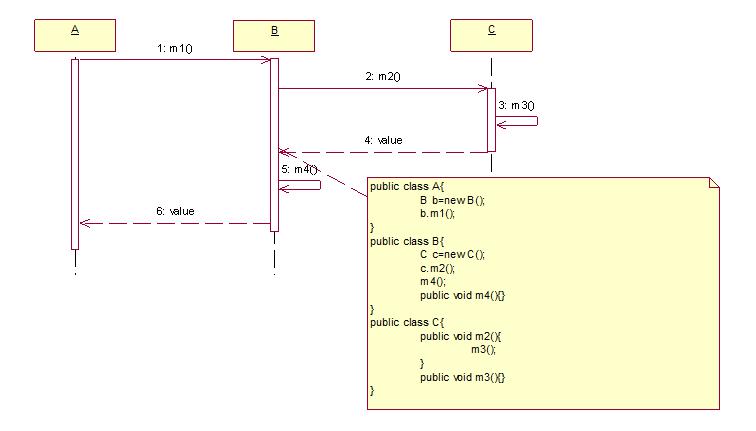 A
B
C
1: m1()
2: m2()
3: m3()
4: value
5: m4()
6: value
public class A{
B b=new B();
b.m1();
}
public class B{
C c=new C();
c.m2();
m4();
public void m4(){}
}
public class C{
public void m2(){
m3();
}
public void m3(){}
}